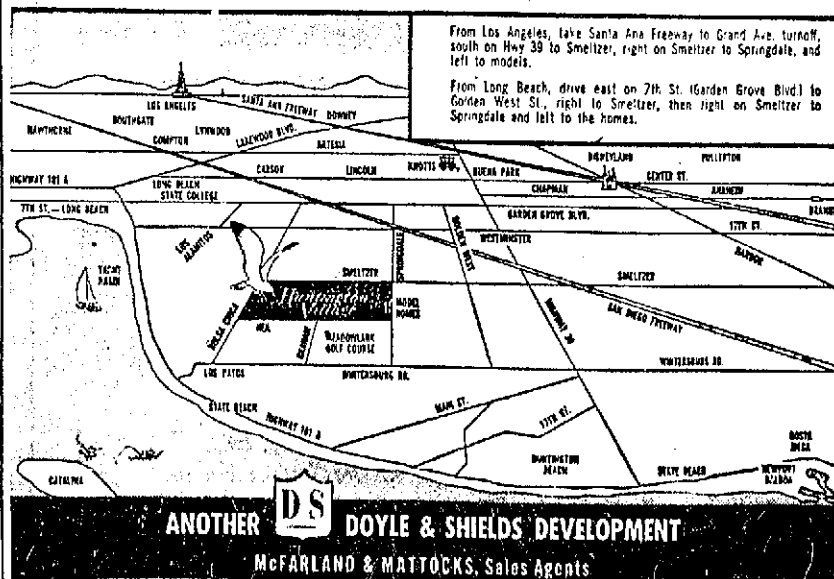 From Los Angeles, take Santa Ana Freeway to Grand Ave. turnoff,
south on Hwy 39 to Smeltzer, right on Smeltzer to Springdale, and
left to models.
From Long Beach, drive east on 7th St. (Garden Grove Blvd.) to
Golden West St., right to Smeltzer, then right on Smeltzer to
Springdale and left to the homes.
LOS ANGELES
SANTA ANA FREEWAY
DOWNEY
HAWTHORNE
SOUTHGATE
LYNWOOD
COMPTON
LAKEWOOD BLVD.
ARTESIA
DISNEYLAND
FULLERTON
CARSON
LINCOLN
KNOTTS
BUENA PARK
CENTER ST.
HIGHWAY 101 A
LONG BEACH
STATE COLLEGE
CHAPMAN
ANAHEIM
7TH ST.—LONG BEACH
GARDEN GROVE BLVD.
17TH ST.
LOS
ALAMITOS
WESTMINSTER
HARBOR
SPRINGDALE
GOLDEN WEST
YACHT
SMELTZER
SMELTZER
Huntington
Village
MODEL
HOMES
SAN DIEGO FREEWAY
BOLSA CHICA
HEIL
GRAHAM
MEADOWLARK
GOLF COURSE
HIGHWAY 39
LOS PATOS
WINTERSBURG RD.
WINTERSBURG RD.
STATE BEACH
HIGHWAY 101 A
MAIN ST.
17TH ST.
HUNTINGTON
BEACH
STATE BEACH
COSTA
MESA
NEWPORT
BALBOA
CATALINA
D S
ANOTHER DOYLE & SHIELDS DEVELOPMENT
McFARLAND & MATTOCKS, Sales Agents